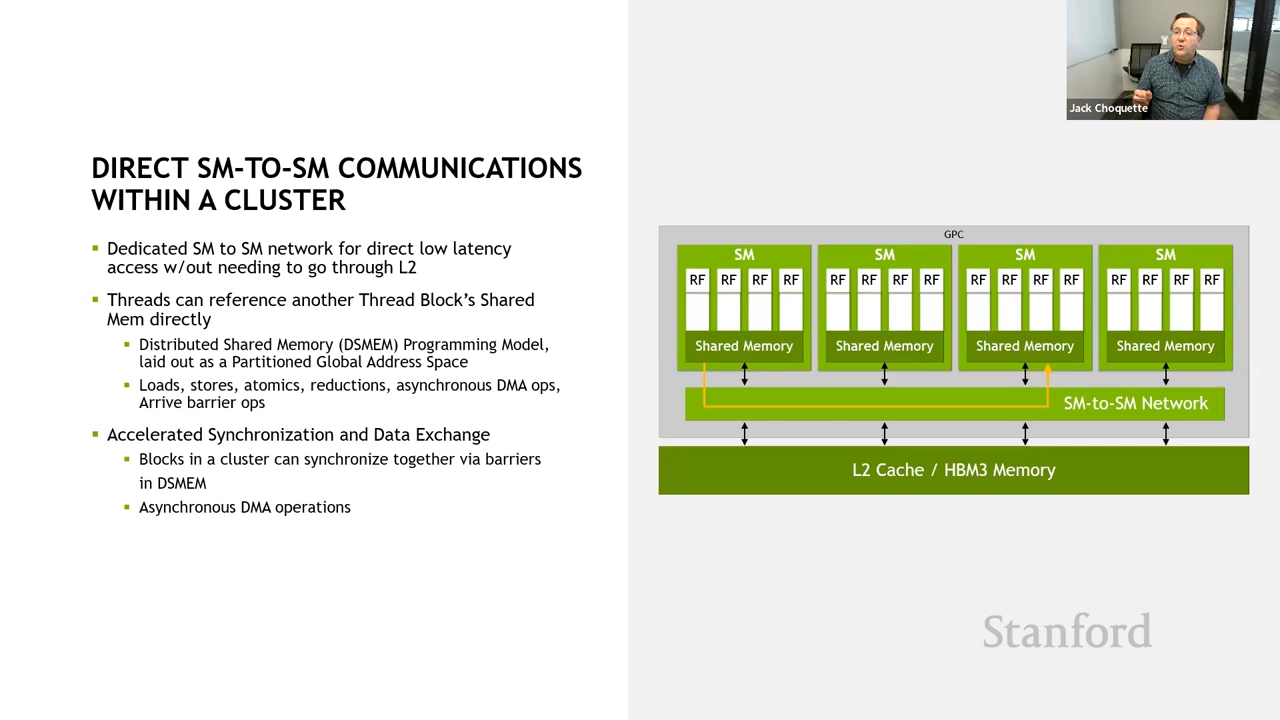 Jack Choquette
DIRECT SM-TO-SM COMMUNICATIONS
WITHIN A CLUSTER
▪ Dedicated SM to SM network for direct low latency
access w/out needing to go through L2
▪ Threads can reference another Thread Block's Shared
Mem directly
▪ Distributed Shared Memory (DSMEM) Programming Model,
laid out as a Partitioned Global Address Space
▪ Loads, stores, atomics, reductions, asynchronous DMA ops,
Arrive barrier ops
▪ Accelerated Synchronization and Data Exchange
▪ Blocks in a cluster can synchronize together via barriers
in DSMEM
▪ Asynchronous DMA operations
GPC
SM SM SM SM
RF RF RF RF RF RF RF RF RF RF RF RF RF RF RF RF
Shared Memory Shared Memory Shared Memory Shared Memory
SM-to-SM Network
L2 Cache / HBM3 Memory
Stanford